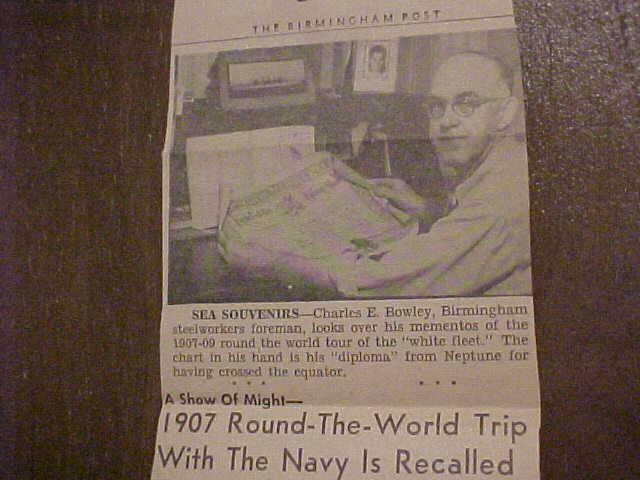 THE BIRMINGHAM POST
SEA SOUVENIRS—Charles E. Bowley, Birmingham
steelworkers foreman, looks over his mementos of the
1907-09 round the world tour of the "white fleet." The
chart in his hand is his "diploma" from Neptune for
having crossed the equator.
* * * * * *
A Show Of Might—
1907 Round-The-World Trip
With The Navy Is Recalled